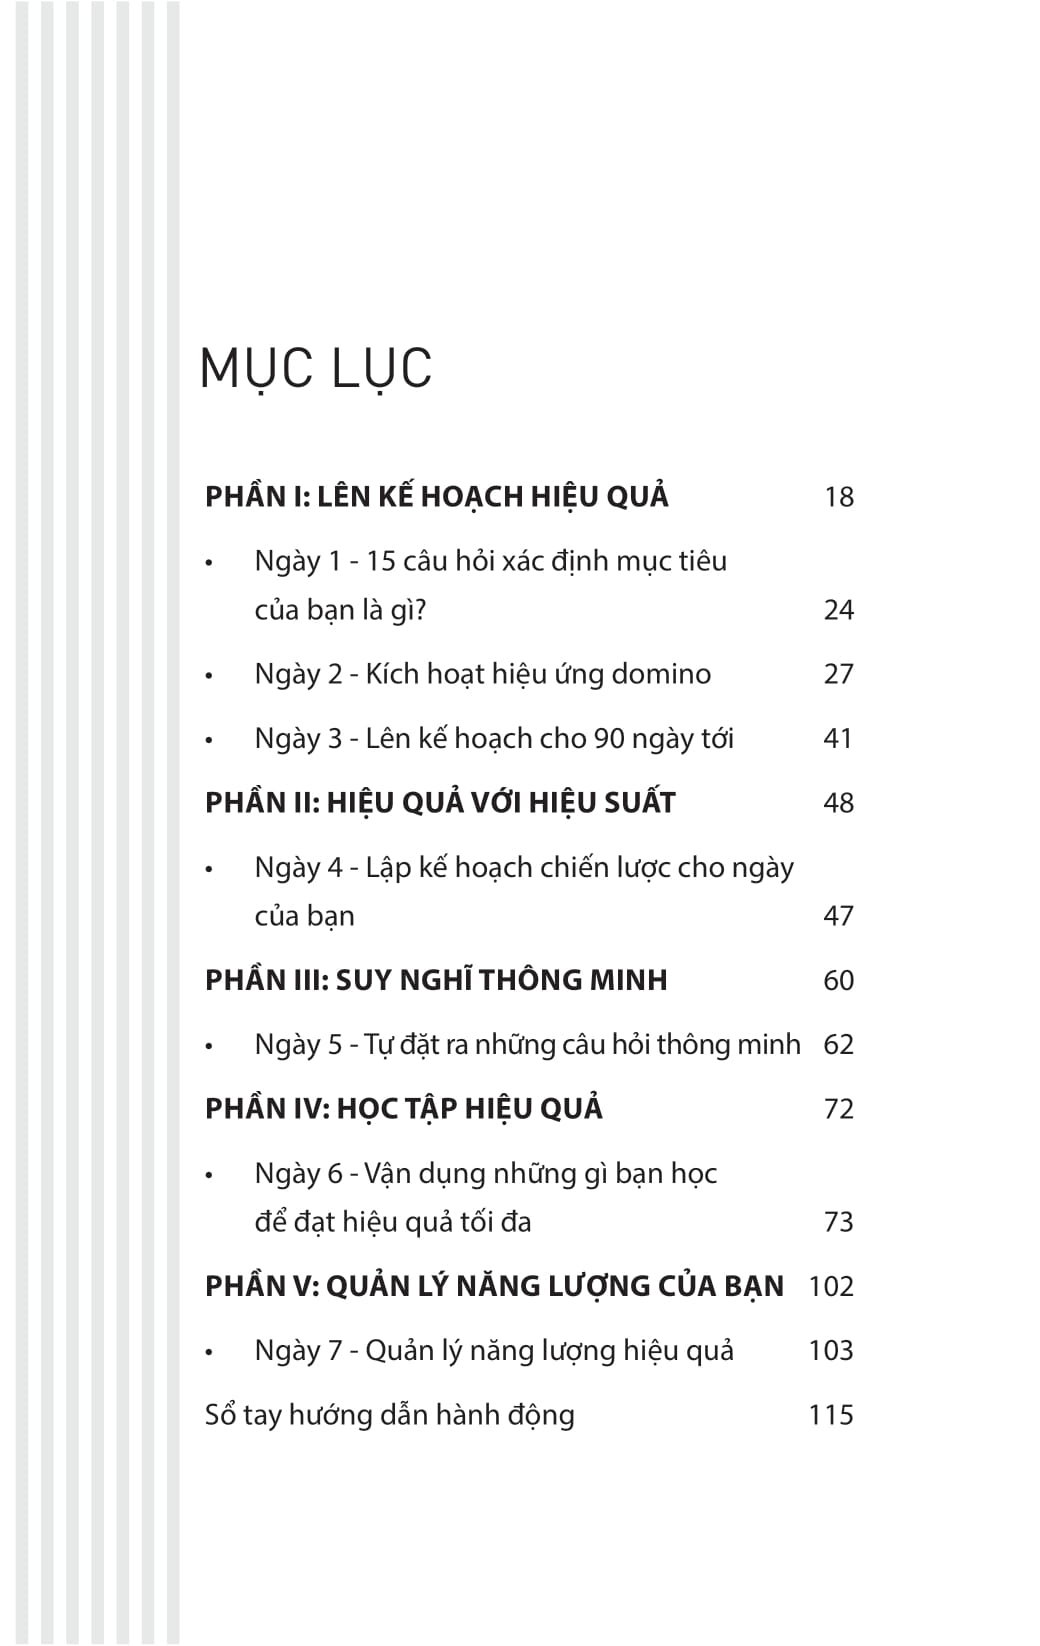 MỤC LỤC
PHẦN I: LÊN KẾ HOẠCH HIỆU QUẢ 18
• Ngày 1 - 15 câu hỏi xác định mục tiêu
của bạn là gì? 24
• Ngày 2 - Kích hoạt hiệu ứng domino 27
• Ngày 3 - Lên kế hoạch cho 90 ngày tới 41
PHẦN II: HIỆU QUẢ VỚI HIỆU SUẤT 48
• Ngày 4 - Lập kế hoạch chiến lược cho ngày
của bạn 47
PHẦN III: SUY NGHĨ THÔNG MINH 60
• Ngày 5 - Tự đặt ra những câu hỏi thông minh 62
PHẦN IV: HỌC TẬP HIỆU QUẢ 72
• Ngày 6 - Vận dụng những gì bạn học
để đạt hiệu quả tối đa 73
PHẦN V: QUẢN LÝ NĂNG LƯỢNG CỦA BẠN 102
• Ngày 7 - Quản lý năng lượng hiệu quả 103
Sổ tay hướng dẫn hành động 115